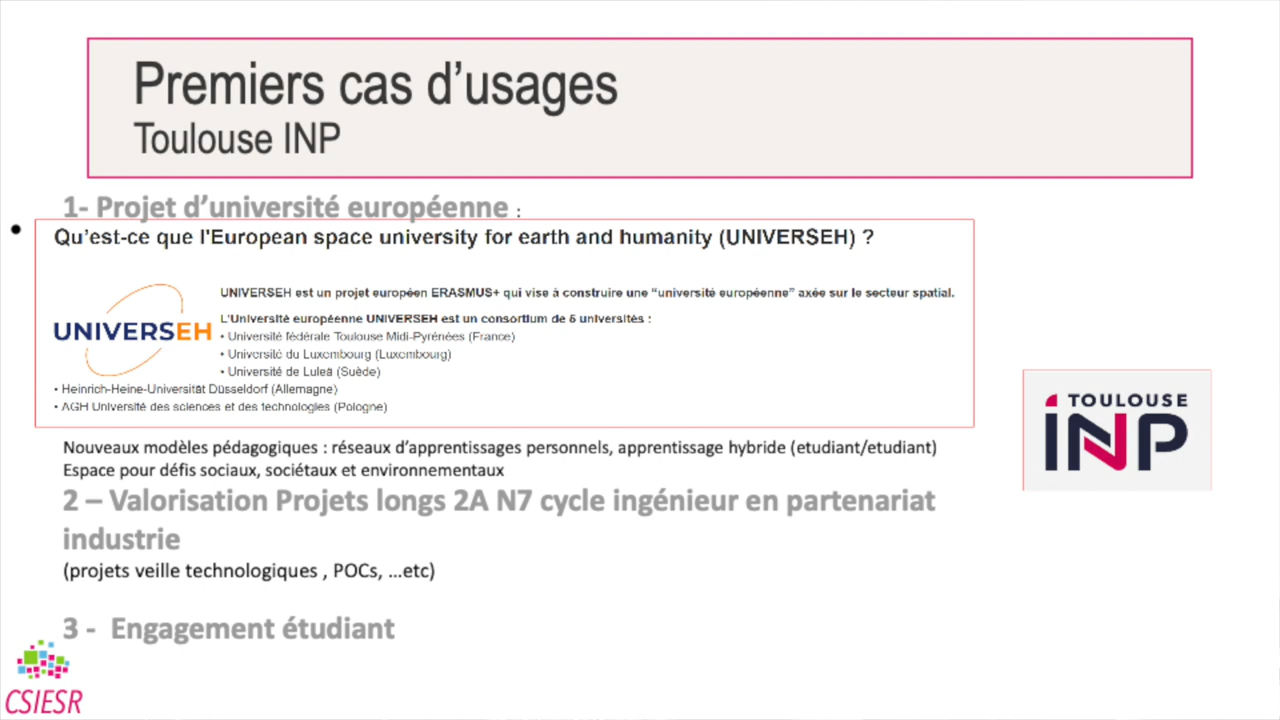 Premiers cas d’usages
Toulouse INP
1- Projet d’université européenne :
• Qu’est-ce que l'European space university for earth and humanity (UNIVERSEH) ?
UNIVERSEH est un projet européen ERASMUS+ qui vise à construire une “université européenne” axée sur le secteur spatial.
L’Université européenne UNIVERSEH est un consortium de 5 universités :
UNIVERSEH
• Université fédérale Toulouse Midi-Pyrénées (France)
• Université du Luxembourg (Luxembourg)
• Université de Luleå (Suède)
• Heinrich-Heine-Universität Düsseldorf (Allemagne)
• AGH Université des sciences et des technologies (Pologne)
TOULOUSE
INP
Nouveaux modèles pédagogiques : réseaux d’apprentissages personnels, apprentissage hybride (etudiant/etudiant)
Espace pour défis sociaux, sociétaux et environnementaux
2 – Valorisation Projets longs 2A N7 cycle ingénieur en partenariat
industrie
(projets veille technologiques , POCs, …etc)
3 - Engagement étudiant
CSIESR